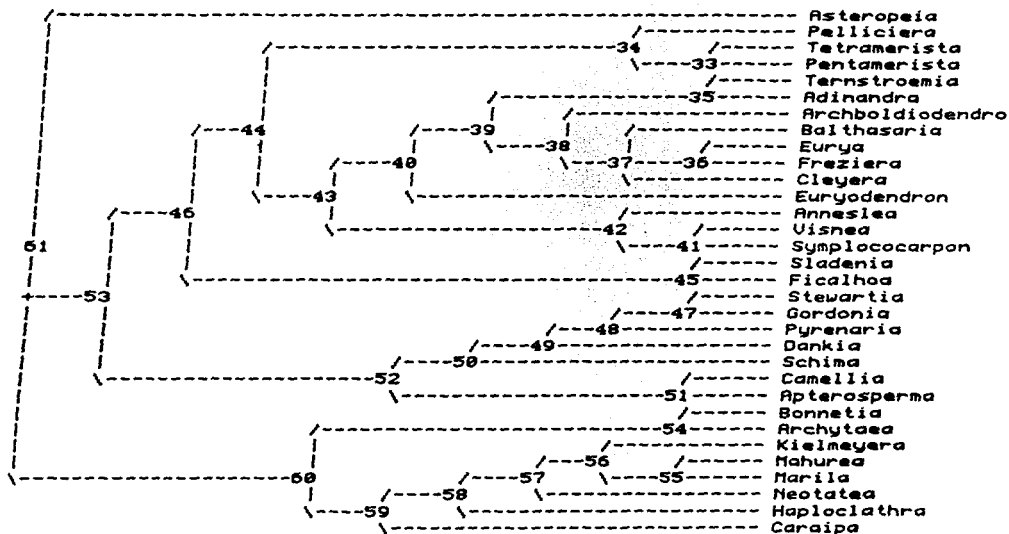 Asteropeia
Pelliciera
34 Tetramerista
33 Pentamerista
Ternstroemia
35 Adinandra
Archboldiodendro
44 39 Balthasaria
38 Eurya
40 37 36 Freziera
Cleyera
43 Euryodendron
46 Anneslea
42 Visnea
61 41 Symplococarpon
Sladenia
45 Ficalhoa
53 Stewartia
47 Gordonia
48 Pyrenaria
49 Dankia
50 Schima
52 Camellia
51 Apterosperma
Bonnetia
54 Archytaea
Kielmeyera
56 Mahurea
60 57 55 Marila
58 Neotatea
59 Haploclathra
Caraipa